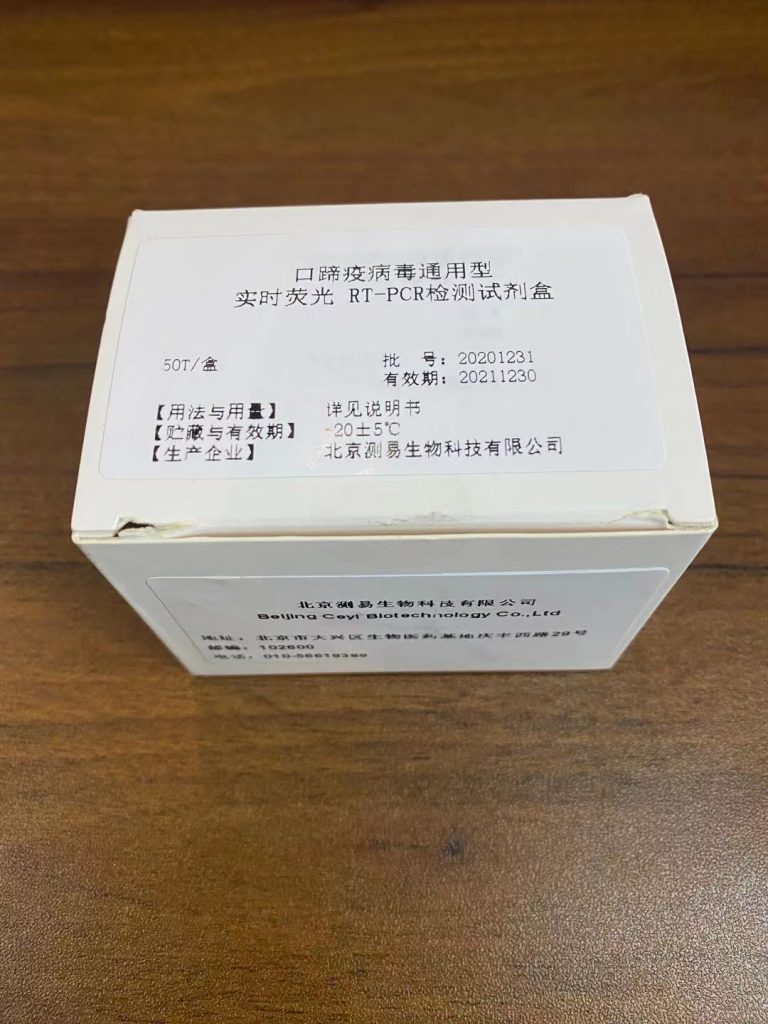 口蹄疫病毒通用型
实时荧光 RT-PCR检测试剂盒
50T/盒
批 号：20201231
有效期：20211230
【用法与用量】 详见说明书
【贮藏与有效期】 -20±5℃
【生产企业】 北京测易生物科技有限公司
北京测易生物科技有限公司
Beijing Ceyi Biotechnology Co.,Ltd
地址：北京市大兴区生物医药基地庆丰西路29号
邮编：102600
电话：